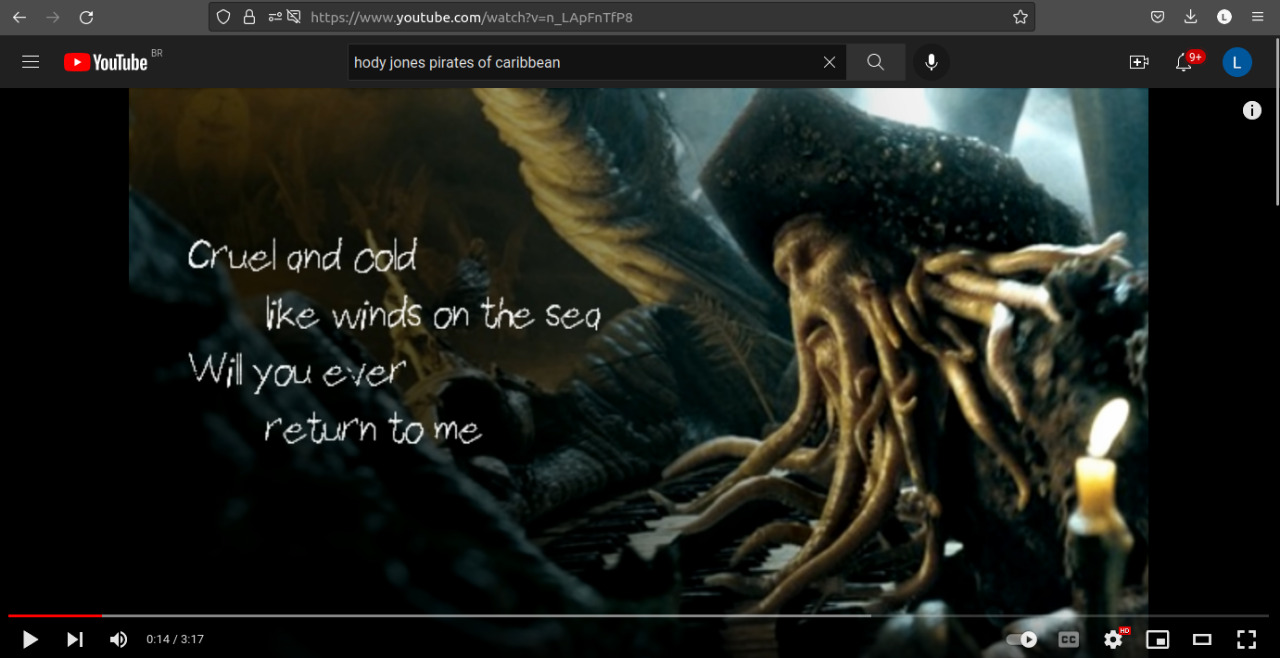 https://www.youtube.com/watch?v=n_LApFnTfP8
L
YouTube BR
hody jones pirates of caribbean
9+
L
i
Cruel and cold
like winds on the sea
Will you ever
return to me
0:14 / 3:17
CC
HD